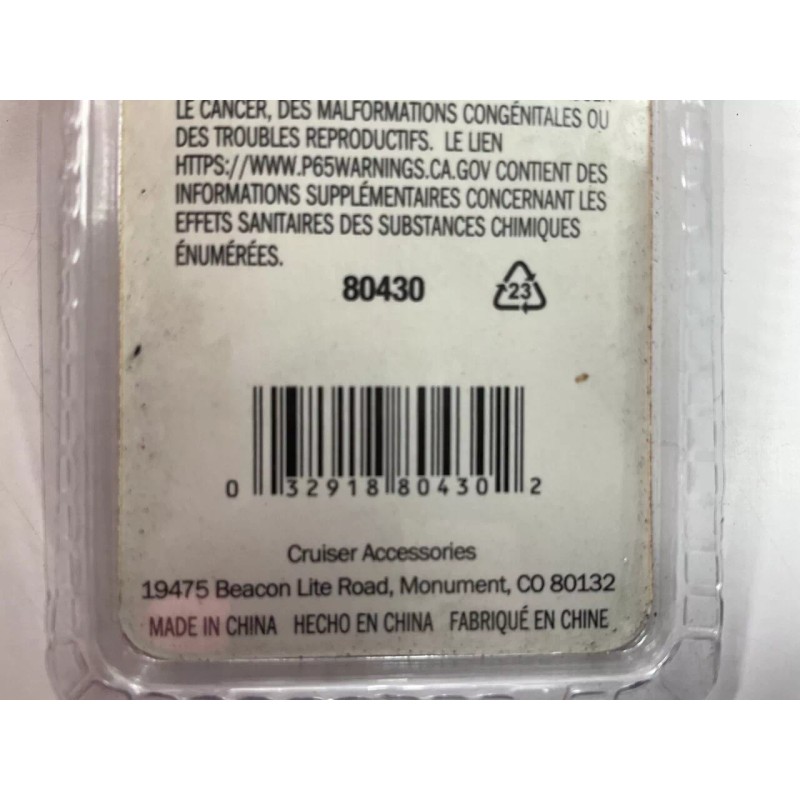 LE CANCER, DES MALFORMATIONS CONGÉNITALES OU
DES TROUBLES REPRODUCTIFS. LE LIEN
HTTPS://WWW.P65WARNINGS.CA.GOV CONTIENT DES
INFORMATIONS SUPPLÉMENTAIRES CONCERNANT LES
EFFETS SANITAIRES DES SUBSTANCES CHIMIQUES
ÉNUMÉRÉES.
80430
23
0 32918 80430 2
Cruiser Accessories
19475 Beacon Lite Road, Monument, CO 80132
MADE IN CHINA HECHO EN CHINA FABRIQUÉ EN CHINE